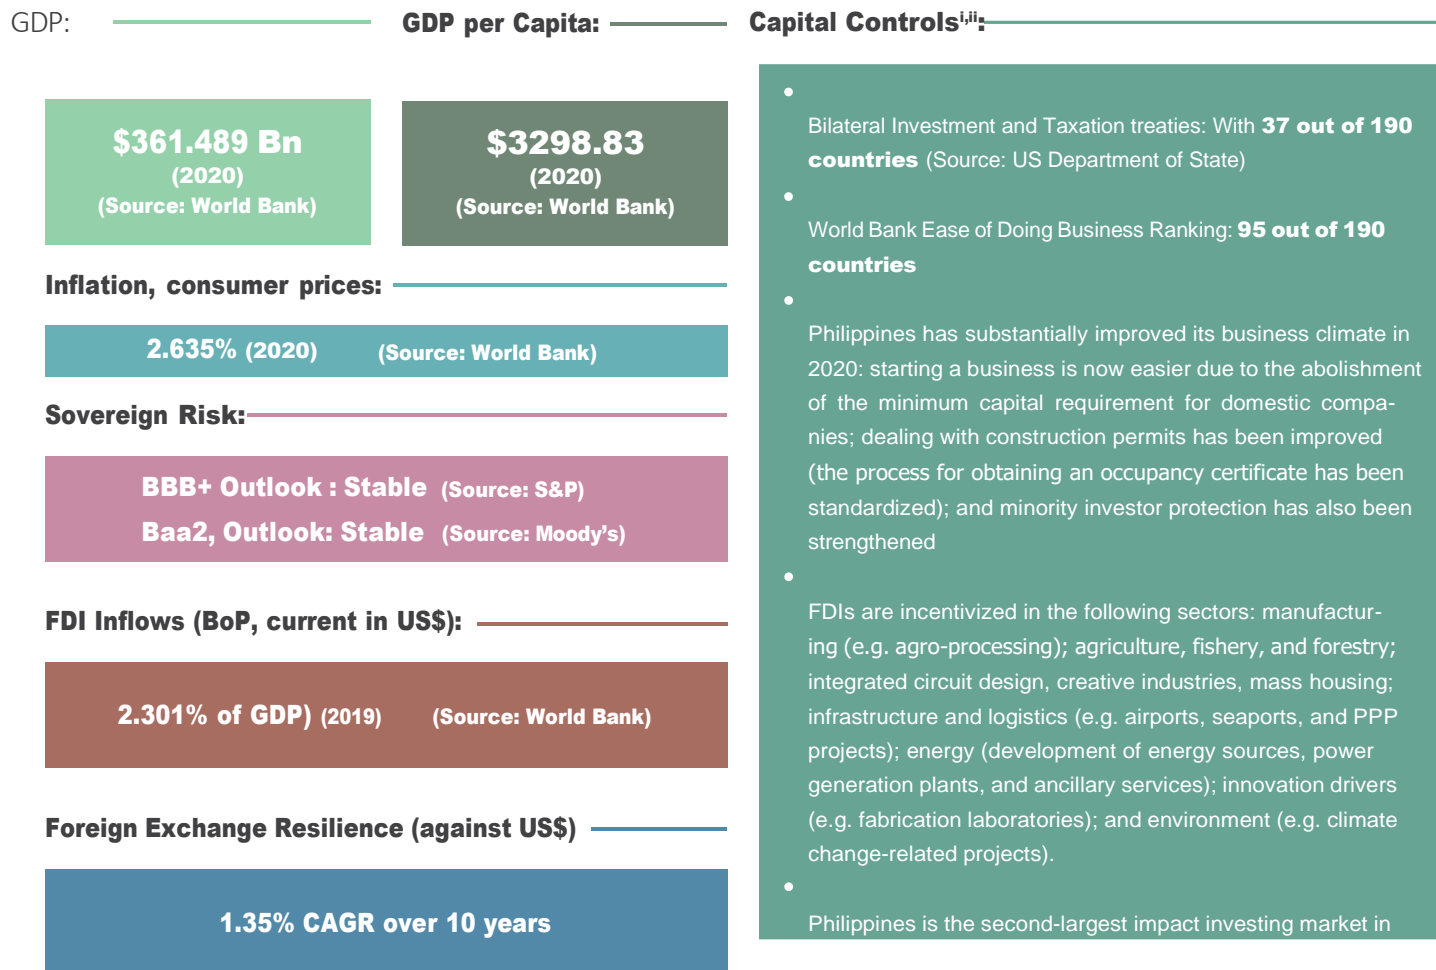 GDP:
$361.489 Bn
(2020)
(Source: World Bank)
GDP per Capita:
$3298.83
(2020)
(Source: World Bank)
Inflation, consumer prices:
2.635% (2020) (Source: World Bank)
Sovereign Risk:
BBB+ Outlook : Stable (Source: S&P)
Baa2, Outlook: Stable (Source: Moody’s)
FDI Inflows (BoP, current in US$):
2.301% of GDP) (2019) (Source: World Bank)
Foreign Exchange Resilience (against US$)
1.35% CAGR over 10 years
Capital Controlsi,ii:
•
Bilateral Investment and Taxation treaties: With 37 out of 190
countries (Source: US Department of State)
•
World Bank Ease of Doing Business Ranking: 95 out of 190
countries
•
Philippines has substantially improved its business climate in
2020: starting a business is now easier due to the abolishment
of the minimum capital requirement for domestic compa-
nies; dealing with construction permits has been improved
(the process for obtaining an occupancy certificate has been
standardized); and minority investor protection has also been
strengthened
•
FDIs are incentivized in the following sectors: manufactur-
ing (e.g. agro-processing); agriculture, fishery, and forestry;
integrated circuit design, creative industries, mass housing;
infrastructure and logistics (e.g. airports, seaports, and PPP
projects); energy (development of energy sources, power
generation plants, and ancillary services); innovation drivers
(e.g. fabrication laboratories); and environment (e.g. climate
change-related projects).
•
Philippines is the second-largest impact investing market in